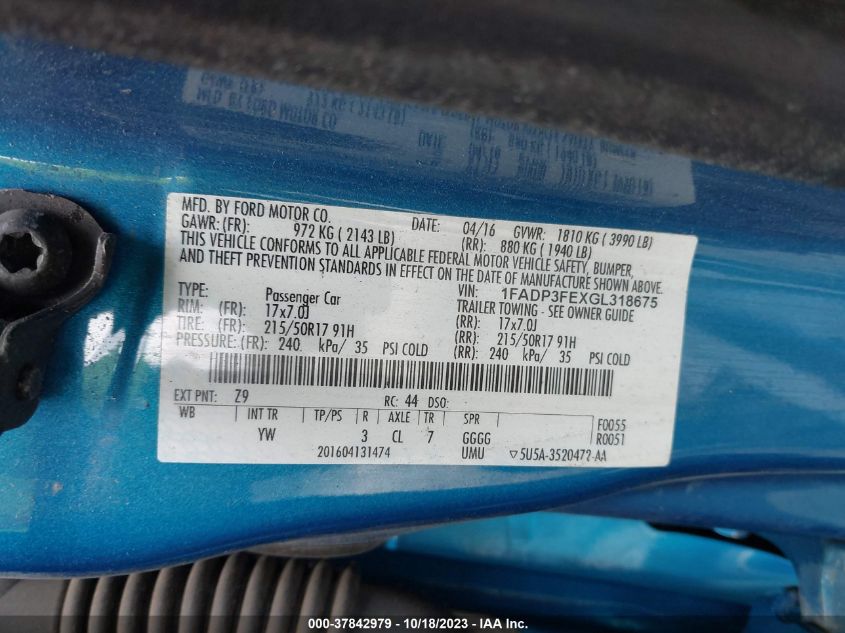 MFD. BY FORD MOTOR CO.
DATE: 04/16 GVWR: 1810 KG ( 3990 LB)
GAWR: (FR): 972 KG ( 2143 LB) (RR): 880 KG ( 1940 LB)
THIS VEHICLE CONFORMS TO ALL APPLICABLE FEDERAL MOTOR VEHICLE SAFETY, BUMPER,
AND THEFT PREVENTION STANDARDS IN EFFECT ON THE DATE OF MANUFACTURE SHOWN ABOVE.
VIN: 1FADP3FEXGL318675
TYPE: Passenger Car TRAILER TOWING - SEE OWNER GUIDE
RIM: (FR) 17x7.0J (RR): 17x7.0J
TIRE: (FR) 215/50R17 91H (RR): 215/50R17 91H
PRESSURE: (FR): 240 kPa/ 35 PSI COLD (RR): 240 kPa/ 35 PSI COLD
EXT PNT: Z9 RC: 44 DSO:
WB INT TR TP/PS R AXLE TR SPR F0055
YW 3 CL 7 GGGG R0051
201604131474 UMU ▽5U5A-3520472-AA
000-37842979 - 10/18/2023 - IAA Inc.